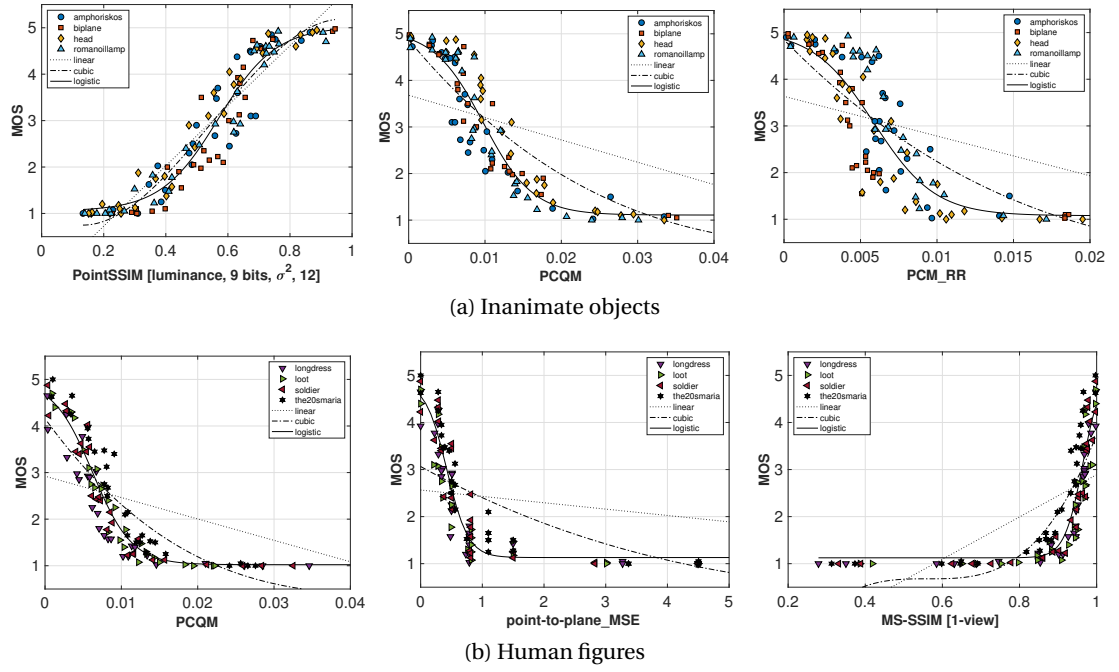 MOS
5
4
3
2
1
amphoriskos
biplane
head
romanoillamp
linear
cubic
logistic
0 0.2 0.4 0.6 0.8 1
PointSSIM [luminance, 9 bits, σ², 12]
MOS
5
4
3
2
1
amphoriskos
biplane
head
romanoillamp
linear
cubic
logistic
0 0.01 0.02 0.03 0.04
PCQM
MOS
5
4
3
2
1
amphoriskos
biplane
head
romanoillamp
linear
cubic
logistic
0 0.005 0.01 0.015 0.02
PCM_RR
(a) Inanimate objects
MOS
5
4
3
2
1
longdress
loot
soldier
the20smaria
linear
cubic
logistic
0 0.01 0.02 0.03 0.04
PCQM
MOS
5
4
3
2
1
longdress
loot
soldier
the20smaria
linear
cubic
logistic
0 1 2 3 4 5
point-to-plane_MSE
MOS
5
4
3
2
1
longdress
loot
soldier
the20smaria
linear
cubic
logistic
0.2 0.4 0.6 0.8 1
MS-SSIM [1-view]
(b) Human figures